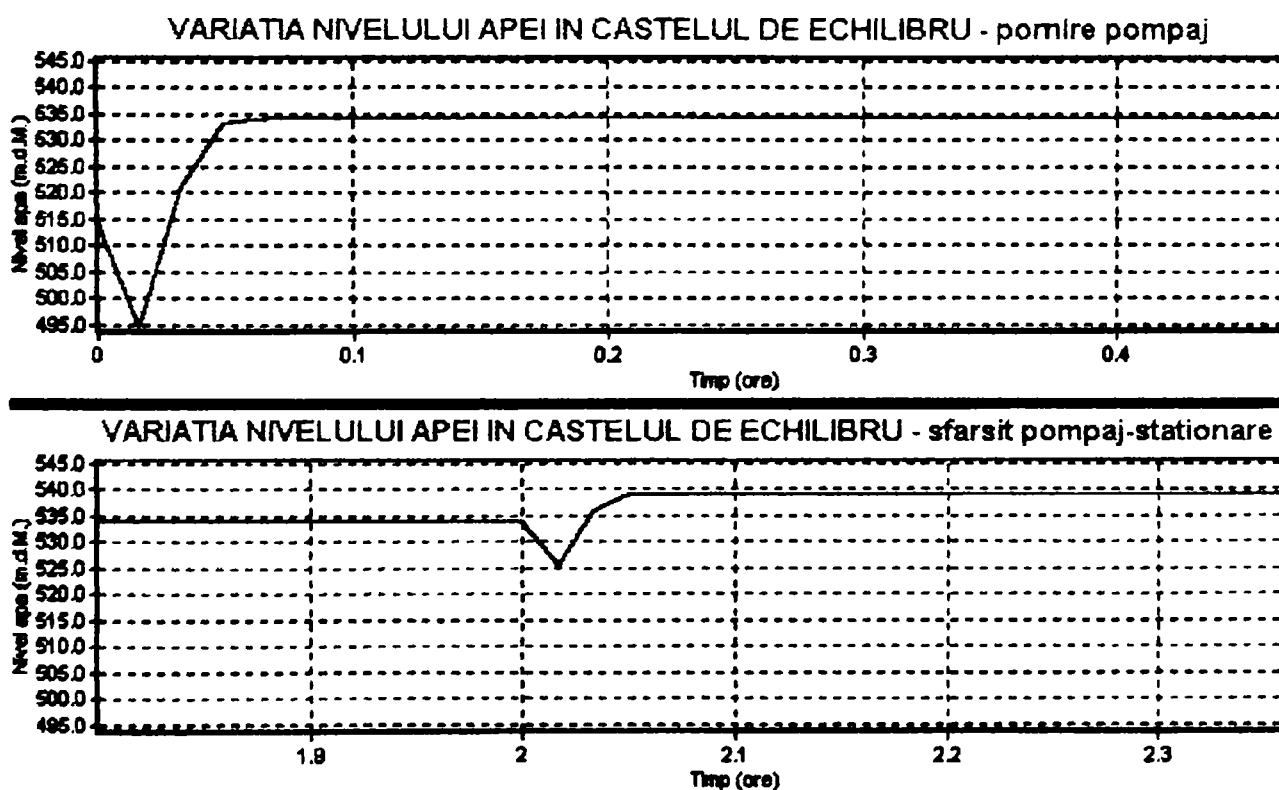 VARIATIA NIVELULUI APEI IN CASTELUL DE ECHILIBRU - pornire pompaj
Nivel apa (m.d.M.)
545.0
540.0
535.0
530.0
525.0
520.0
515.0
510.0
505.0
500.0
495.0
0 0.1 0.2 0.3 0.4
Timp (ore)
VARIATIA NIVELULUI APEI IN CASTELUL DE ECHILIBRU - sfarsit pompaj-stationare
Nivel apa (m.d.M.)
545.0
540.0
535.0
530.0
525.0
520.0
515.0
510.0
505.0
500.0
495.0
1.9 2 2.1 2.2 2.3
Timp (ore)